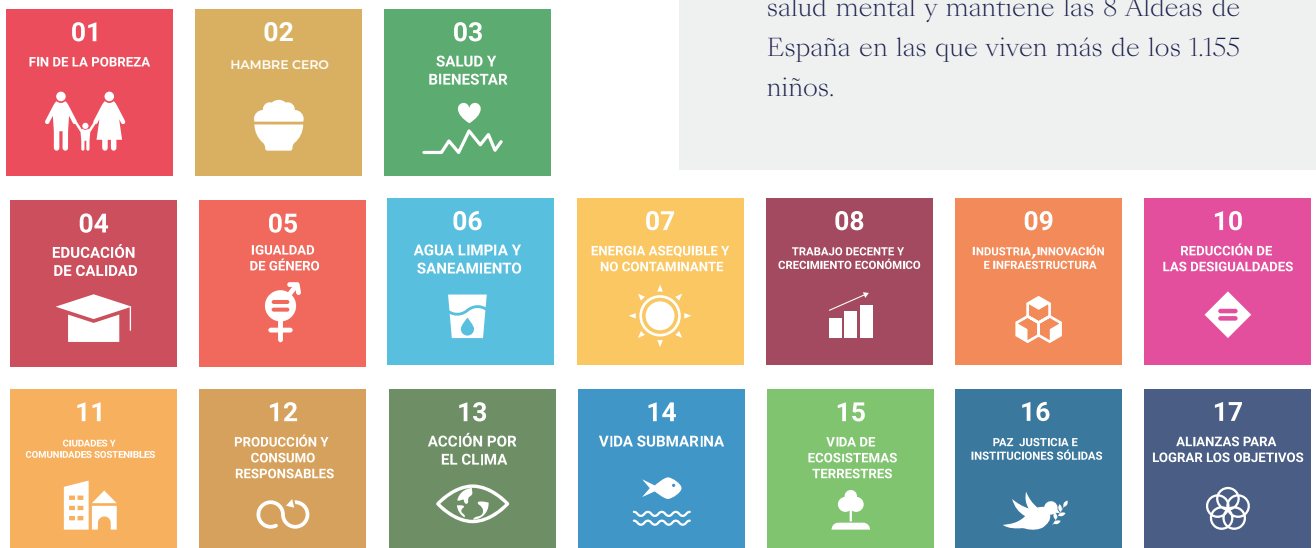 01
FIN DE LA POBREZA
02
HAMBRE CERO
03
SALUD Y
BIENESTAR
salud mental y mantiene las 8 Aldeas de
España en las que viven más de los 1.155
niños.
04
EDUCACIÓN
DE CALIDAD
05
IGUALDAD
DE GÉNERO
06
AGUA LIMPIA Y
SANEAMIENTO
07
ENERGIA ASEQUIBLE Y
NO CONTAMINANTE
08
TRABAJO DECENTE Y
CRECIMIENTO ECONÓMICO
09
INDUSTRIA,INNOVACIÓN
E INFRAESTRUCTURA
10
REDUCCIÓN DE
LAS DESIGUALDADES
11
CIUDADES Y
COMUNIDADES SOSTENIBLES
12
PRODUCCIÓN Y
CONSUMO
RESPONSABLES
13
ACCIÓN POR
EL CLIMA
14
VIDA SUBMARINA
15
VIDA DE
ECOSISTEMAS
TERRESTRES
16
PAZ JUSTICIA E
INSTITUCIONES SÓLIDAS
17
ALIANZAS PARA
LOGRAR LOS OBJETIVOS